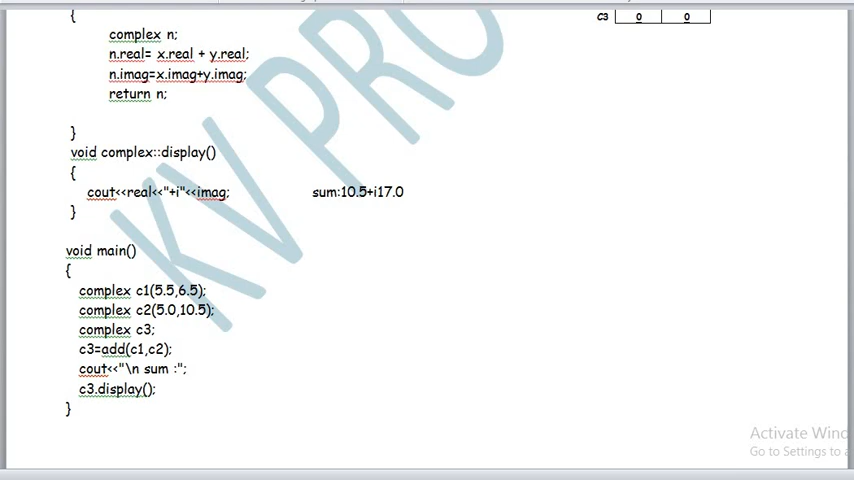 {
c3 0 0
complex n;
n.real= x.real + y.real;
n.imag=x.imag+y.imag;
return n;
}
void complex::display()
{
cout<<real<<"+i"<<imag; sum:10.5+i17.0
}
void main()
{
complex c1(5.5,6.5);
complex c2(5.0,10.5);
complex c3;
c3=add(c1,c2);
cout<<"\n sum :";
c3.display();
}
KV PRO
Activate Wind
Go to Settings to a